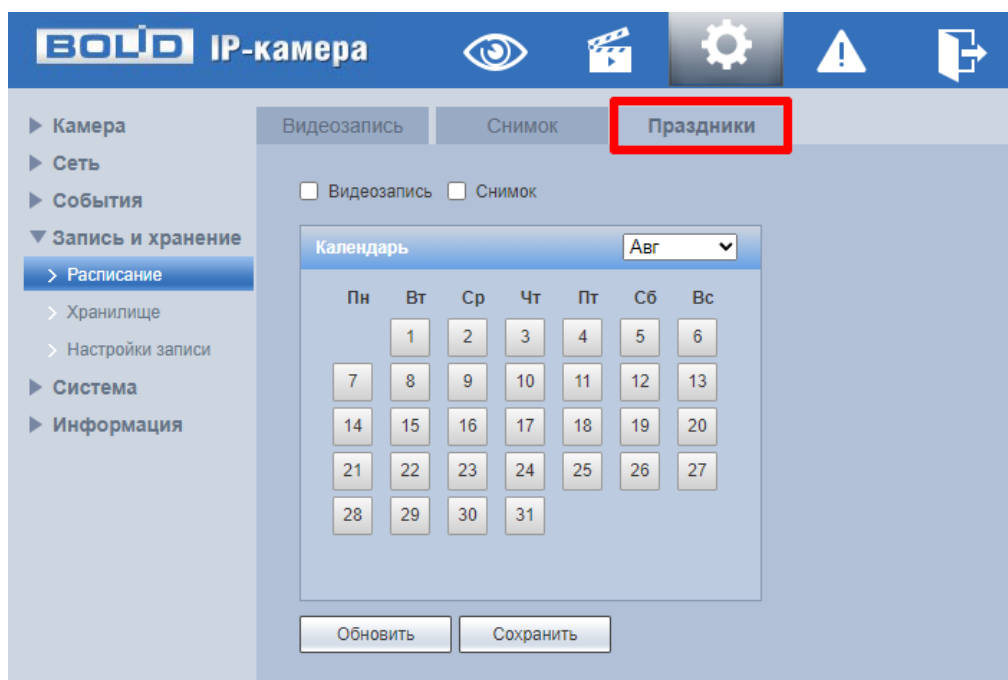 BOLID IP-камера
Камера
Сеть
События
Запись и хранение
Расписание
Хранилище
Настройки записи
Система
Информация
Видеозапись Снимок Праздники
Видеозапись Снимок
Календарь Авг
Пн Вт Ср Чт Пт Сб Вс
1 2 3 4 5 6
7 8 9 10 11 12 13
14 15 16 17 18 19 20
21 22 23 24 25 26 27
28 29 30 31
Обновить Сохранить